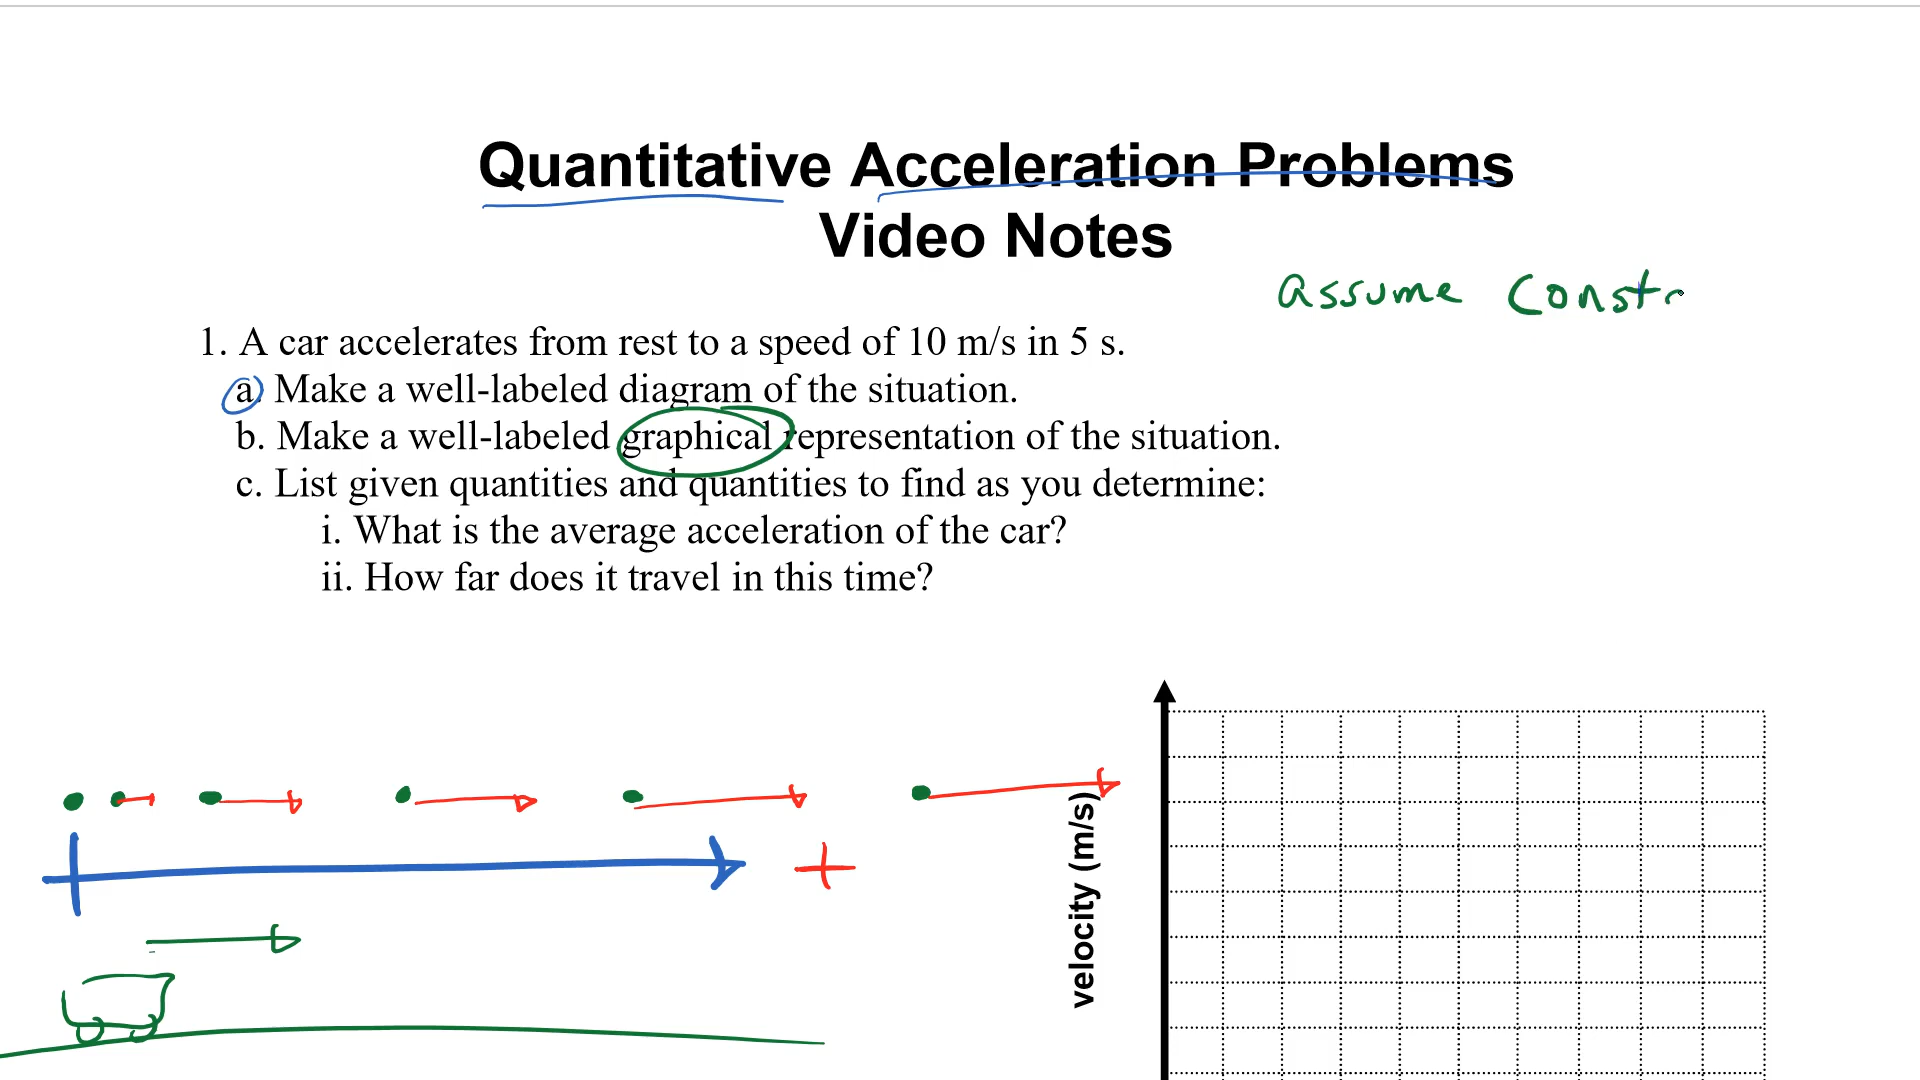 Quantitative Acceleration Problems
Video Notes
assume Const
1. A car accelerates from rest to a speed of 10 m/s in 5 s.
a. Make a well-labeled diagram of the situation.
b. Make a well-labeled graphical representation of the situation.
c. List given quantities and quantities to find as you determine:
i. What is the average acceleration of the car?
ii. How far does it travel in this time?
+
velocity (m/s)